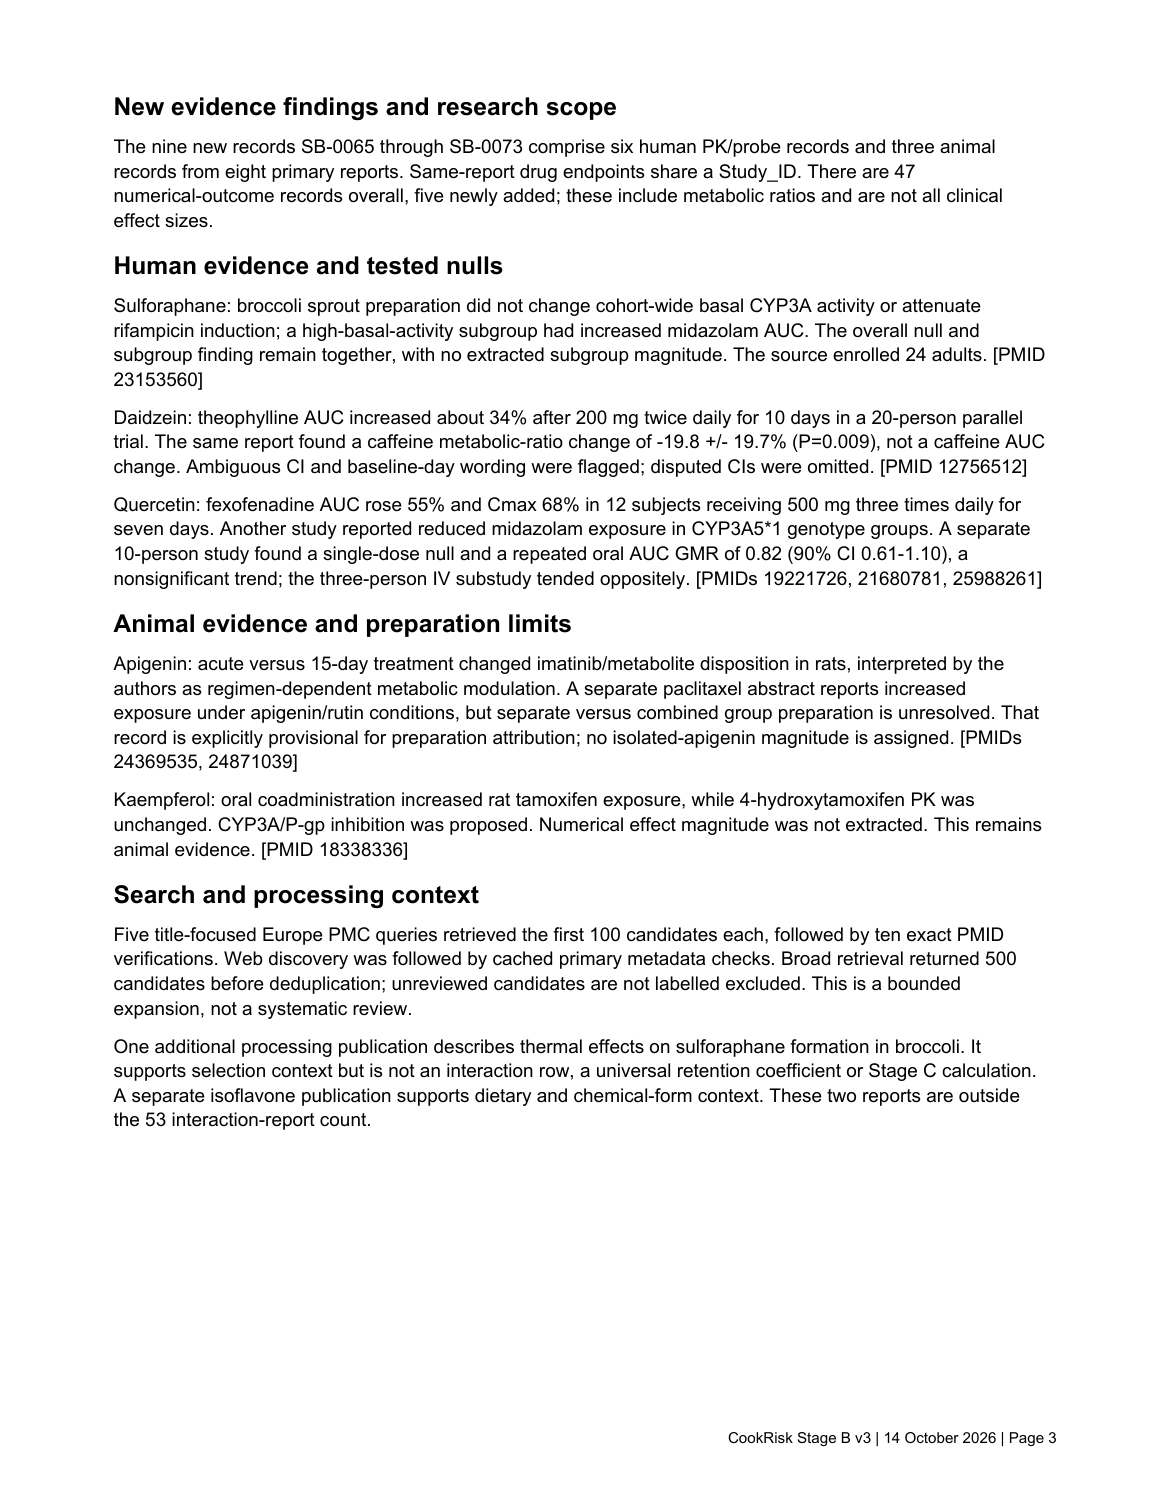 New evidence findings and research scope
The nine new records SB-0065 through SB-0073 comprise six human PK/probe records and three animal
records from eight primary reports. Same-report drug endpoints share a Study_ID. There are 47
numerical-outcome records overall, five newly added; these include metabolic ratios and are not all clinical
effect sizes.
Human evidence and tested nulls
Sulforaphane: broccoli sprout preparation did not change cohort-wide basal CYP3A activity or attenuate
rifampicin induction; a high-basal-activity subgroup had increased midazolam AUC. The overall null and
subgroup finding remain together, with no extracted subgroup magnitude. The source enrolled 24 adults. [PMID
23153560]
Daidzein: theophylline AUC increased about 34% after 200 mg twice daily for 10 days in a 20-person parallel
trial. The same report found a caffeine metabolic-ratio change of -19.8 +/- 19.7% (P=0.009), not a caffeine AUC
change. Ambiguous CI and baseline-day wording were flagged; disputed CIs were omitted. [PMID 12756512]
Quercetin: fexofenadine AUC rose 55% and Cmax 68% in 12 subjects receiving 500 mg three times daily for
seven days. Another study reported reduced midazolam exposure in CYP3A5*1 genotype groups. A separate
10-person study found a single-dose null and a repeated oral AUC GMR of 0.82 (90% CI 0.61-1.10), a
nonsignificant trend; the three-person IV substudy tended oppositely. [PMIDs 19221726, 21680781, 25988261]
Animal evidence and preparation limits
Apigenin: acute versus 15-day treatment changed imatinib/metabolite disposition in rats, interpreted by the
authors as regimen-dependent metabolic modulation. A separate paclitaxel abstract reports increased
exposure under apigenin/rutin conditions, but separate versus combined group preparation is unresolved. That
record is explicitly provisional for preparation attribution; no isolated-apigenin magnitude is assigned. [PMIDs
24369535, 24871039]
Kaempferol: oral coadministration increased rat tamoxifen exposure, while 4-hydroxytamoxifen PK was
unchanged. CYP3A/P-gp inhibition was proposed. Numerical effect magnitude was not extracted. This remains
animal evidence. [PMID 18338336]
Search and processing context
Five title-focused Europe PMC queries retrieved the first 100 candidates each, followed by ten exact PMID
verifications. Web discovery was followed by cached primary metadata checks. Broad retrieval returned 500
candidates before deduplication; unreviewed candidates are not labelled excluded. This is a bounded
expansion, not a systematic review.
One additional processing publication describes thermal effects on sulforaphane formation in broccoli. It
supports selection context but is not an interaction row, a universal retention coefficient or Stage C calculation.
A separate isoflavone publication supports dietary and chemical-form context. These two reports are outside
the 53 interaction-report count.
CookRisk Stage B v3 | 14 October 2026 | Page 3